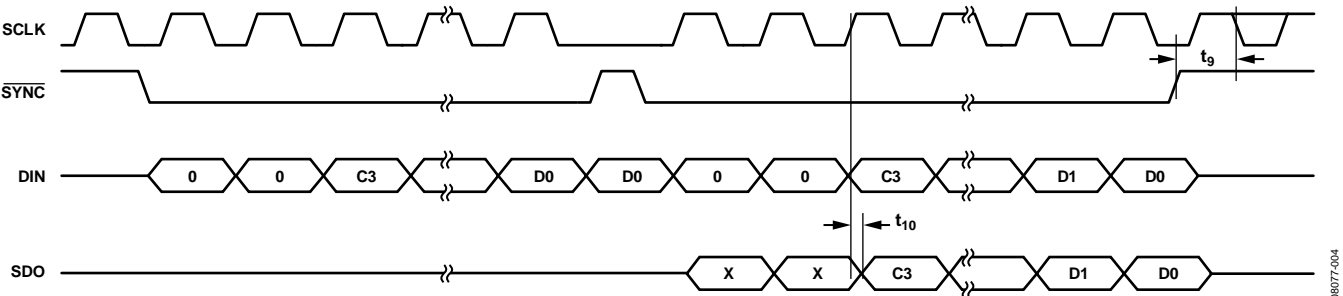 SCLK
t9
SYNC
DIN
0 0 C3 D0 D0 0 0 C3 D1 D0
t10
SDO
X X C3 D1 D0
08077-004